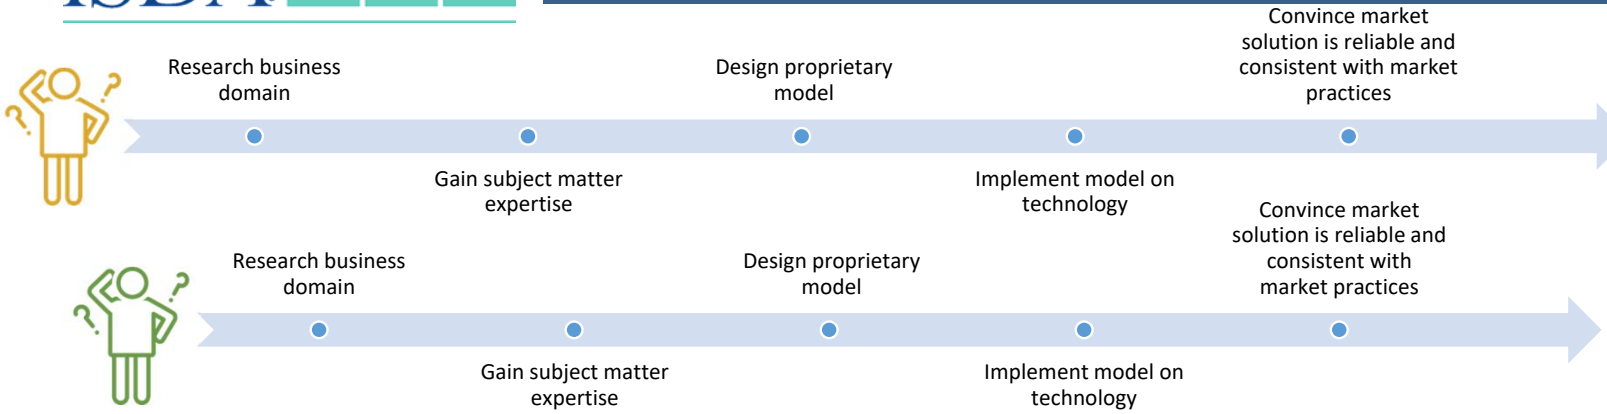 ISDA
Convince market
solution is reliable and
consistent with market
practices
Research business
domain
Design proprietary
model
Gain subject matter
expertise
Implement model on
technology
Convince market
solution is reliable and
consistent with
market practices
Research business
domain
Design proprietary
model
Gain subject matter
expertise
Implement model on
technology